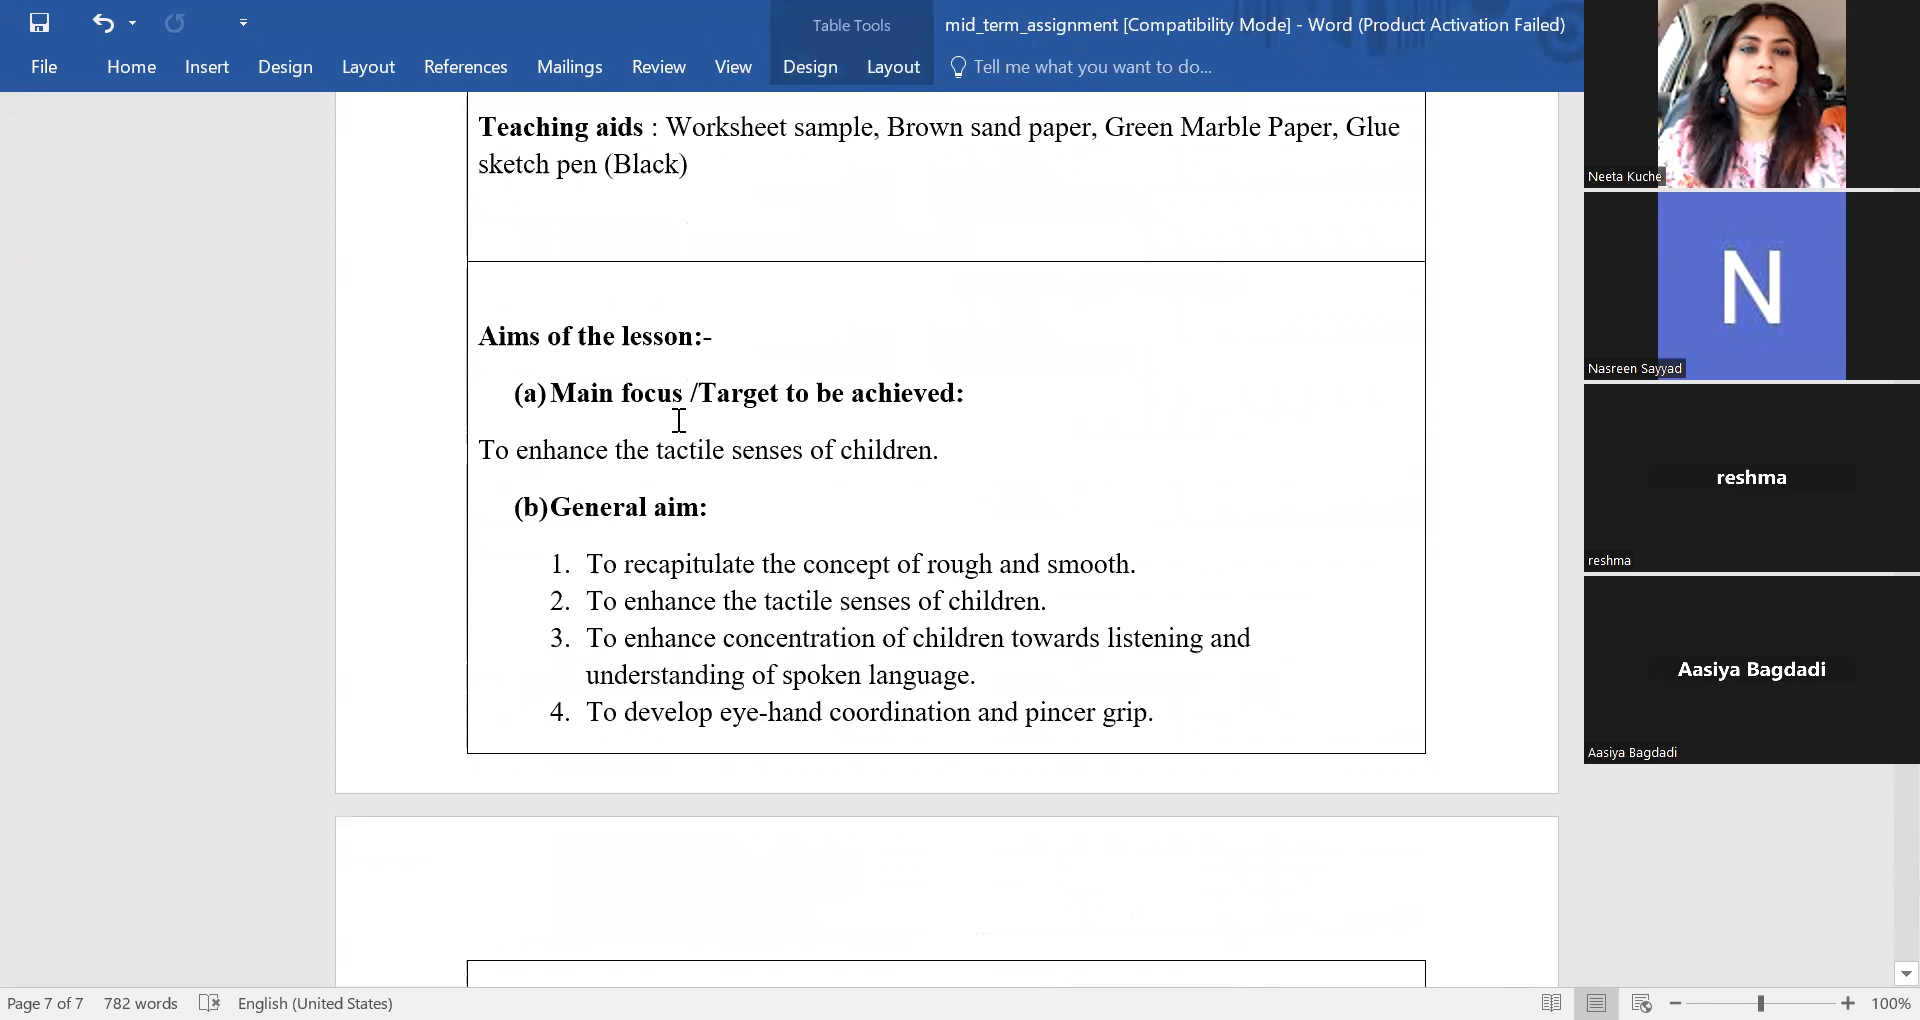 Table Tools
mid_term_assignment [Compatibility Mode] - Word (Product Activation Failed)
File Home Insert Design Layout References Mailings Review View Design Layout Tell me what you want to do...
Teaching aids : Worksheet sample, Brown sand paper, Green Marble Paper, Glue
sketch pen (Black)
Aims of the lesson:-
(a) Main focus /Target to be achieved:
To enhance the tactile senses of children.
(b) General aim:
1. To recapitulate the concept of rough and smooth.
2. To enhance the tactile senses of children.
3. To enhance concentration of children towards listening and
understanding of spoken language.
4. To develop eye-hand coordination and pincer grip.
Neeta Kuche
N
Nasreen Sayyad
reshma
reshma
Aasiya Bagdadi
Aasiya Bagdadi
Page 7 of 7 782 words English (United States) 100%